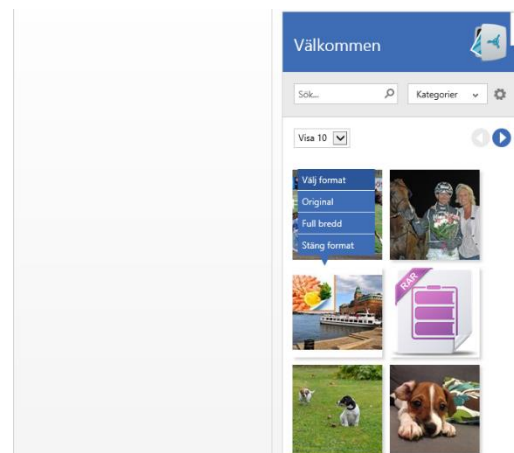 Välkommen
Sök...
Kategorier
Visa 10
Välj format
Original
Full bredd
Stäng format
RAR